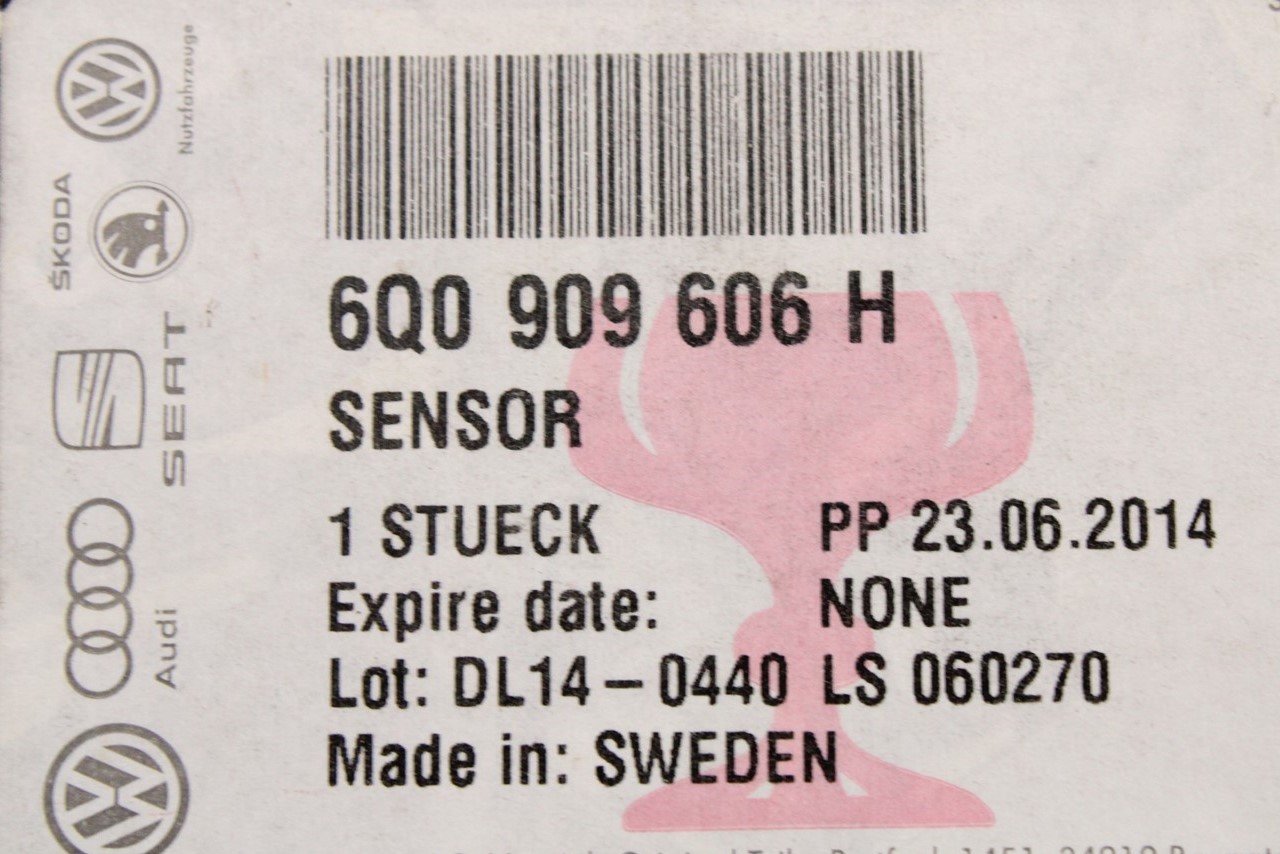 6Q0 909 606 H
SENSOR
1 STUECK PP 23.06.2014
Expire date: NONE
Lot: DL14-0440 LS 060270
Made in: SWEDEN
Nutzfahrzeuge
ŠKODA
SEAT
Audi